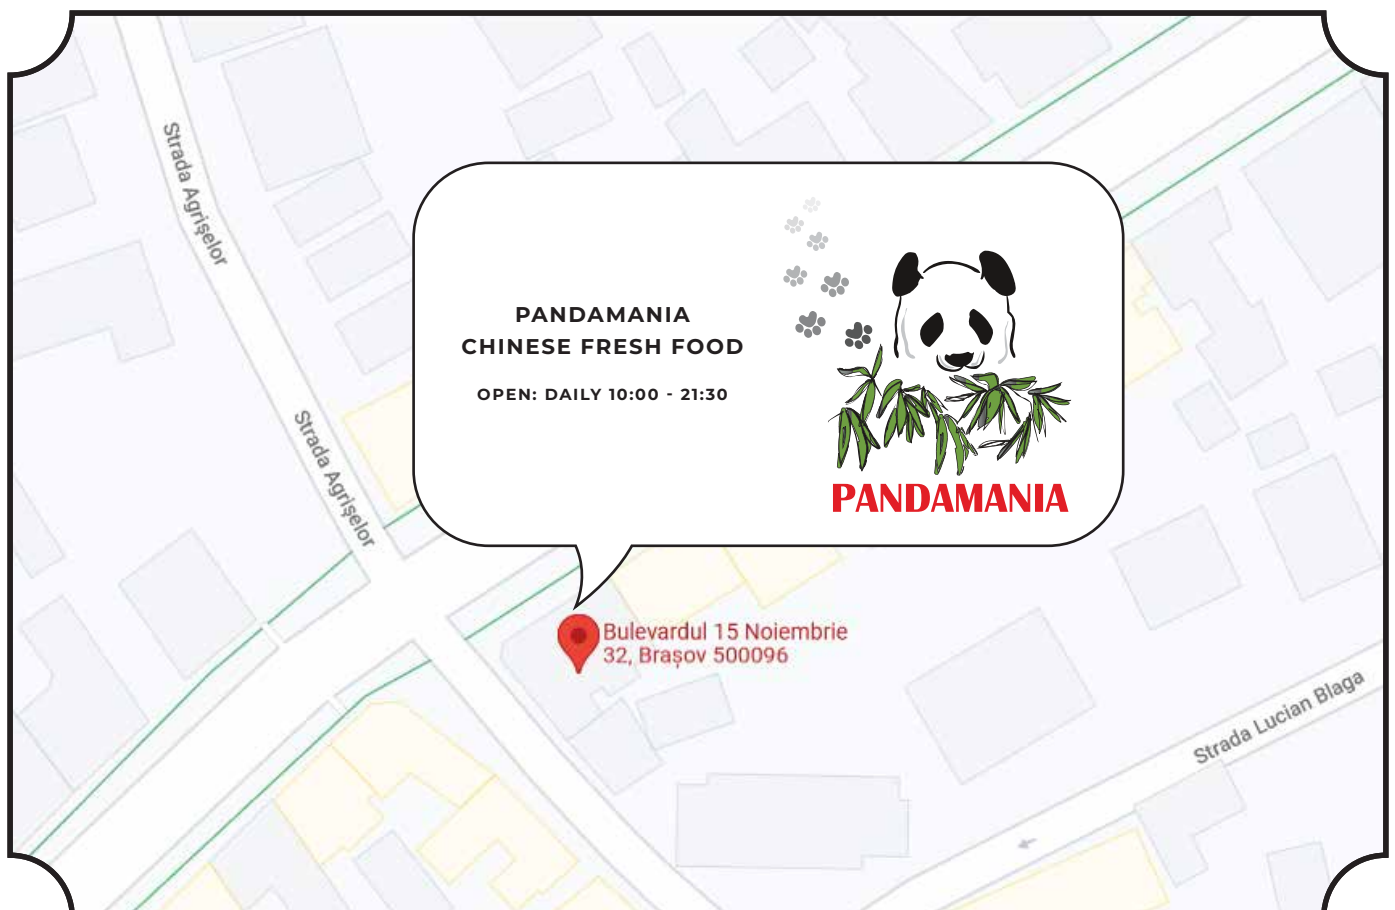 Strada Agrișelor
PANDAMANIA
CHINESE FRESH FOOD
OPEN: DAILY 10:00 - 21:30
PANDAMANIA
Strada Agrișelor
Bulevardul 15 Noiembrie
32, Brașov 500096
Strada Lucian Blaga